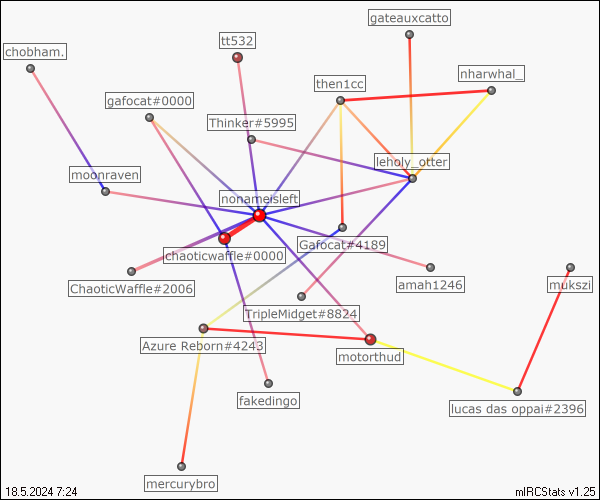 gateauxcatto
tt532
chobham.
nharwhal_
then1cc
gafocat#0000
Thinker#5995
leholy_otter
moonraven
nonameisleft
Gafocat#4189
chaoticwaffle#0000
ChaoticWaffle#2006
amah1246
mukszi
TripleMidget#8824
Azure Reborn#4243
motorthud
fakedingo
lucas das oppai#2396
mercurybro
18.5.2024 7:24
mIRCStats v1.25